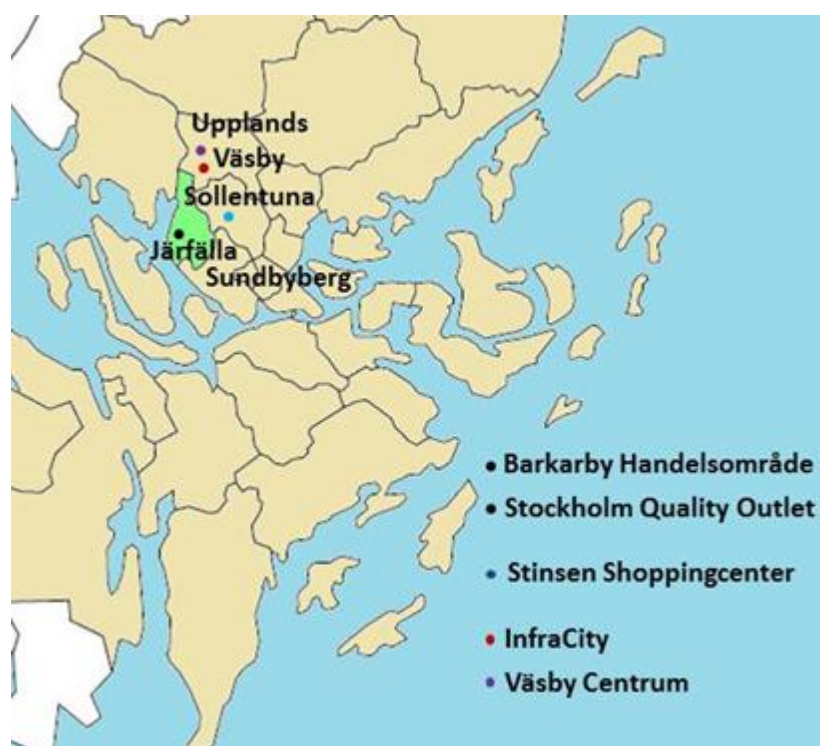 Upplands
Väsby
Sollentuna
Järfälla
Sundbyberg
Barkarby Handelsområde
Stockholm Quality Outlet
Stinsen Shoppingcenter
InfraCity
Väsby Centrum